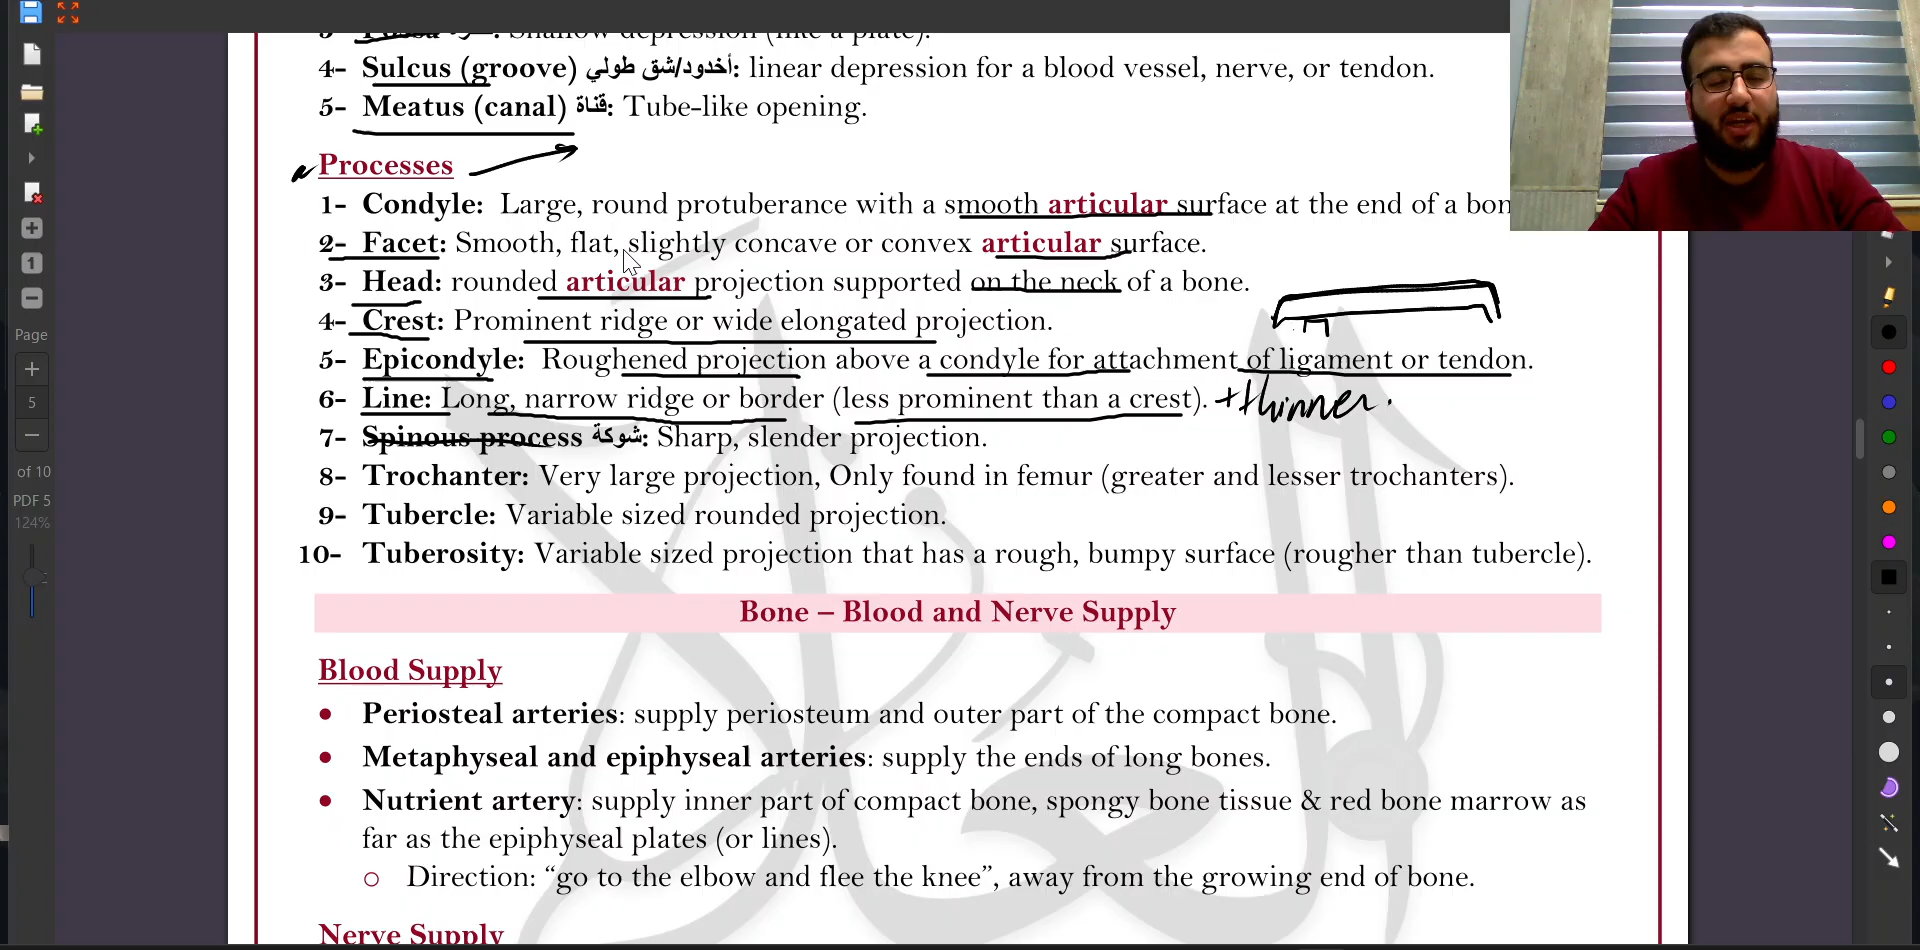 3- Fossa حفرة: Shallow depression (like a plate).
4- Sulcus (groove) أخدود/شق طولي: linear depression for a blood vessel, nerve, or tendon.
5- Meatus (canal) قناة: Tube-like opening.
Processes
1- Condyle: Large, round protuberance with a smooth articular surface at the end of a bon
2- Facet: Smooth, flat, slightly concave or convex articular surface.
3- Head: rounded articular projection supported on the neck of a bone.
4- Crest: Prominent ridge or wide elongated projection.
5- Epicondyle: Roughened projection above a condyle for attachment of ligament or tendon.
6- Line: Long, narrow ridge or border (less prominent than a crest). + thinner.
7- Spinous process شوكة: Sharp, slender projection.
8- Trochanter: Very large projection, Only found in femur (greater and lesser trochanters).
9- Tubercle: Variable sized rounded projection.
10- Tuberosity: Variable sized projection that has a rough, bumpy surface (rougher than tubercle).
Bone – Blood and Nerve Supply
Blood Supply
• Periosteal arteries: supply periosteum and outer part of the compact bone.
• Metaphyseal and epiphyseal arteries: supply the ends of long bones.
• Nutrient artery: supply inner part of compact bone, spongy bone tissue & red bone marrow as
far as the epiphyseal plates (or lines).
o Direction: “go to the elbow and flee the knee”, away from the growing end of bone.
Nerve Supply
1
Page
5
of 10
PDF 5
124%